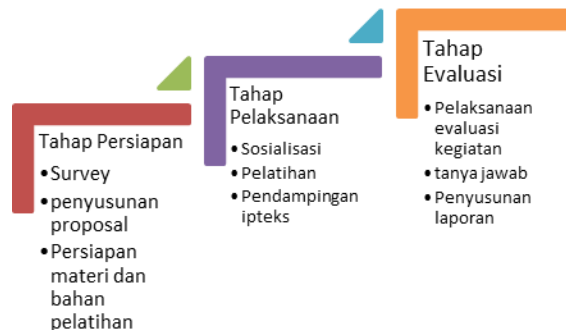 Tahap Persiapan
•Survey
•penyusunan
proposal
•Persiapan
materi dan
bahan
pelatihan
Tahap
Pelaksanaan
•Sosialisasi
•Pelatihan
•Pendampingan
ipteks
Tahap
Evaluasi
•Pelaksanaan
evaluasi
kegiatan
•tanya jawab
•Penyusunan
laporan